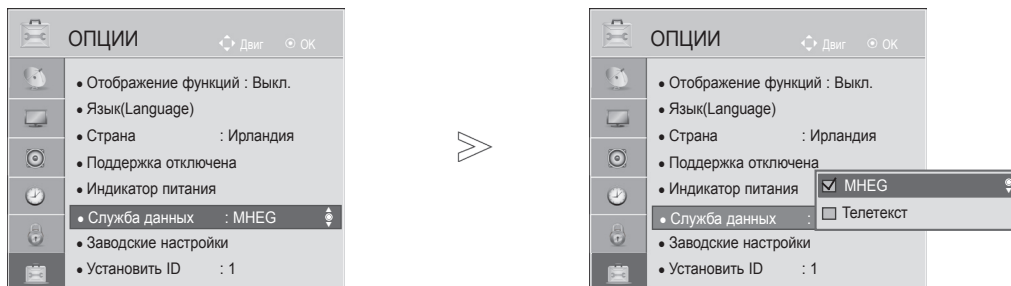 ОПЦИИ
Двиг
OK
• Отображение функций : Выкл.
• Язык(Language)
• Страна : Ирландия
• Поддержка отключена
• Индикатор питания
• Служба данных : MHEG
• Заводские настройки
• Установить ID : 1
ОПЦИИ
Двиг
OK
• Отображение функций : Выкл.
• Язык(Language)
• Страна : Ирландия
• Поддержка отключена
• Индикатор питания
MHEG
• Служба данных :
Телетекст
• Заводские настройки
• Установить ID : 1